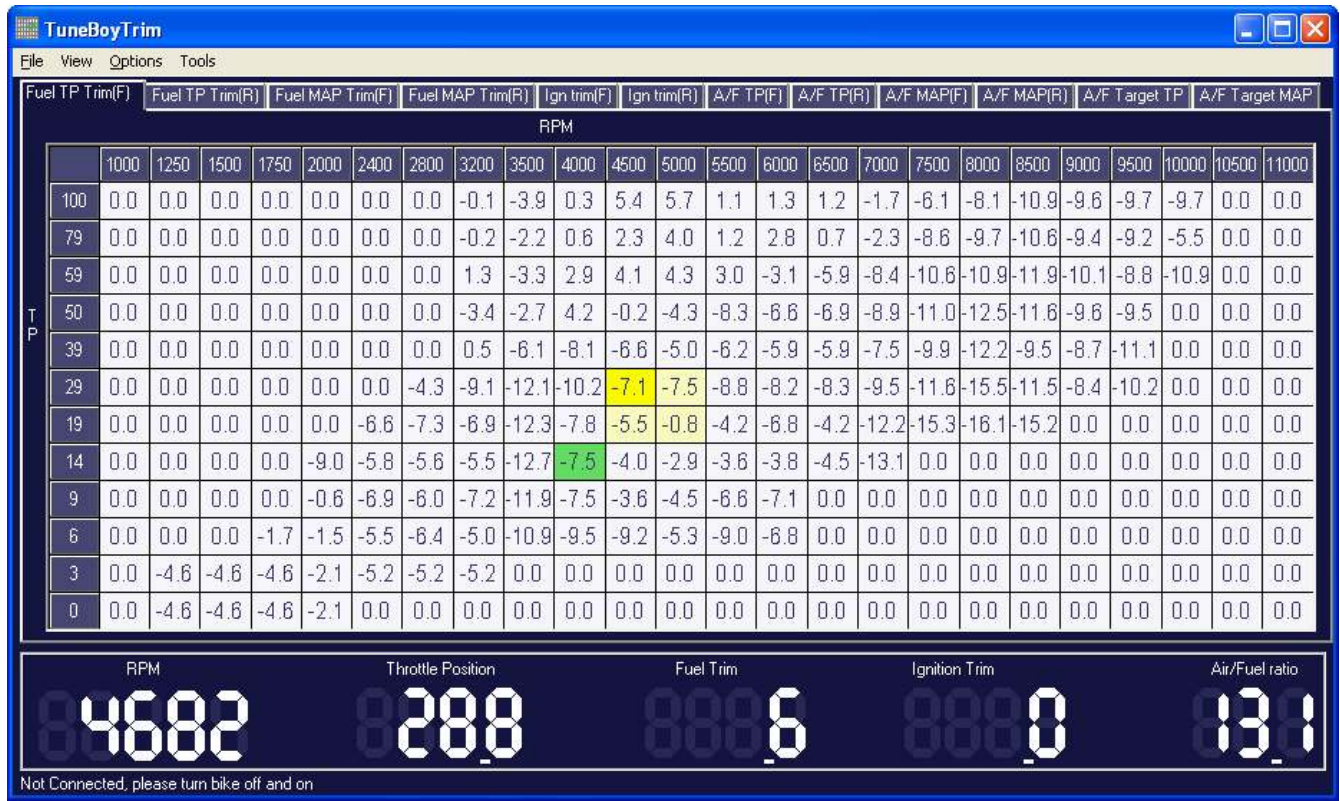 TuneBoyTrim
File View Options Tools
Fuel TP Trim(F) Fuel TP Trim(R) Fuel MAP Trim(F) Fuel MAP Trim(R) Ign trim(F) Ign trim(R) A/F TP(F) A/F TP(R) A/F MAP(F) A/F MAP(R) A/F Target TP A/F Target MAP
RPM
1000 1250 1500 1750 2000 2400 2800 3200 3500 4000 4500 5000 5500 6000 6500 7000 7500 8000 8500 9000 9500 10000 10500 11000
100 0.0 0.0 0.0 0.0 0.0 0.0 0.0 -0.1 -3.9 0.3 5.4 5.7 1.1 1.3 1.2 -1.7 -6.1 -8.1 -10.9 -9.6 -9.7 -9.7 0.0 0.0
79 0.0 0.0 0.0 0.0 0.0 0.0 0.0 -0.2 -2.2 0.6 2.3 4.0 1.2 2.8 0.7 -2.3 -8.6 -9.7 -10.6 -9.4 -9.2 -5.5 0.0 0.0
59 0.0 0.0 0.0 0.0 0.0 0.0 0.0 1.3 -3.3 2.9 4.1 4.3 3.0 -3.1 -5.9 -8.4 -10.6 -10.9 -11.9 -10.1 -8.8 -10.9 0.0 0.0
TP
50 0.0 0.0 0.0 0.0 0.0 0.0 0.0 -3.4 -2.7 4.2 -0.2 -4.3 -8.3 -6.6 -6.9 -8.9 -11.0 -12.5 -11.6 -9.6 -9.5 0.0 0.0 0.0
39 0.0 0.0 0.0 0.0 0.0 0.0 0.0 0.5 -6.1 -8.1 -6.6 -5.0 -6.2 -5.9 -5.9 -7.5 -9.9 -12.2 -9.5 -8.7 -11.1 0.0 0.0 0.0
29 0.0 0.0 0.0 0.0 0.0 0.0 -4.3 -9.1 -12.1 -10.2 -7.1 -7.5 -8.8 -8.2 -8.3 -9.5 -11.6 -15.5 -11.5 -8.4 -10.2 0.0 0.0 0.0
19 0.0 0.0 0.0 0.0 0.0 -6.6 -7.3 -6.9 -12.3 -7.8 -5.5 -0.8 -4.2 -6.8 -4.2 -12.2 -15.3 -16.1 -15.2 0.0 0.0 0.0 0.0 0.0
14 0.0 0.0 0.0 0.0 -9.0 -5.8 -5.6 -5.5 -12.7 -7.5 -4.0 -2.9 -3.6 -3.8 -4.5 -13.1 0.0 0.0 0.0 0.0 0.0 0.0 0.0 0.0
9 0.0 0.0 0.0 0.0 -0.6 -6.9 -6.0 -7.2 -11.9 -7.5 -3.6 -4.5 -6.6 -7.1 0.0 0.0 0.0 0.0 0.0 0.0 0.0 0.0 0.0 0.0
6 0.0 0.0 0.0 -1.7 -1.5 -5.5 -6.4 -5.0 -10.9 -9.5 -9.2 -5.3 -9.0 -6.8 0.0 0.0 0.0 0.0 0.0 0.0 0.0 0.0 0.0 0.0
3 0.0 -4.6 -4.6 -4.6 -2.1 -5.2 -5.2 -5.2 0.0 0.0 0.0 0.0 0.0 0.0 0.0 0.0 0.0 0.0 0.0 0.0 0.0 0.0 0.0 0.0
0 0.0 -4.6 -4.6 -4.6 -2.1 0.0 0.0 0.0 0.0 0.0 0.0 0.0 0.0 0.0 0.0 0.0 0.0 0.0 0.0 0.0 0.0 0.0 0.0 0.0
RPM Throttle Position Fuel Trim Ignition Trim Air/Fuel ratio
4682 28.8 .6 .0 13.1
Not Connected, please turn bike off and on